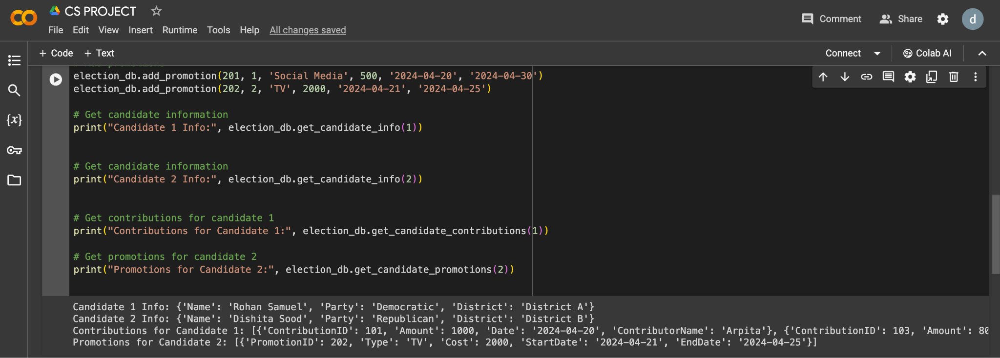 CS PROJECT
File Edit View Insert Runtime Tools Help All changes saved
Comment Share d
+ Code + Text
Connect Colab AI
{x}
election_db.add_promotion(201, 1, 'Social Media', 500, '2024-04-20', '2024-04-30')
election_db.add_promotion(202, 2, 'TV', 2000, '2024-04-21', '2024-04-25')
# Get candidate information
print("Candidate 1 Info:", election_db.get_candidate_info(1))
# Get candidate information
print("Candidate 2 Info:", election_db.get_candidate_info(2))
# Get contributions for candidate 1
print("Contributions for Candidate 1:", election_db.get_candidate_contributions(1))
# Get promotions for candidate 2
print("Promotions for Candidate 2:", election_db.get_candidate_promotions(2))
Candidate 1 Info: {'Name': 'Rohan Samuel', 'Party': 'Democratic', 'District': 'District A'}
Candidate 2 Info: {'Name': 'Dishita Sood', 'Party': 'Republican', 'District': 'District B'}
Contributions for Candidate 1: [{'ContributionID': 101, 'Amount': 1000, 'Date': '2024-04-20', 'ContributorName': 'Arpita'}, {'ContributionID': 103, 'Amount': 80
Promotions for Candidate 2: [{'PromotionID': 202, 'Type': 'TV', 'Cost': 2000, 'StartDate': '2024-04-21', 'EndDate': '2024-04-25'}]